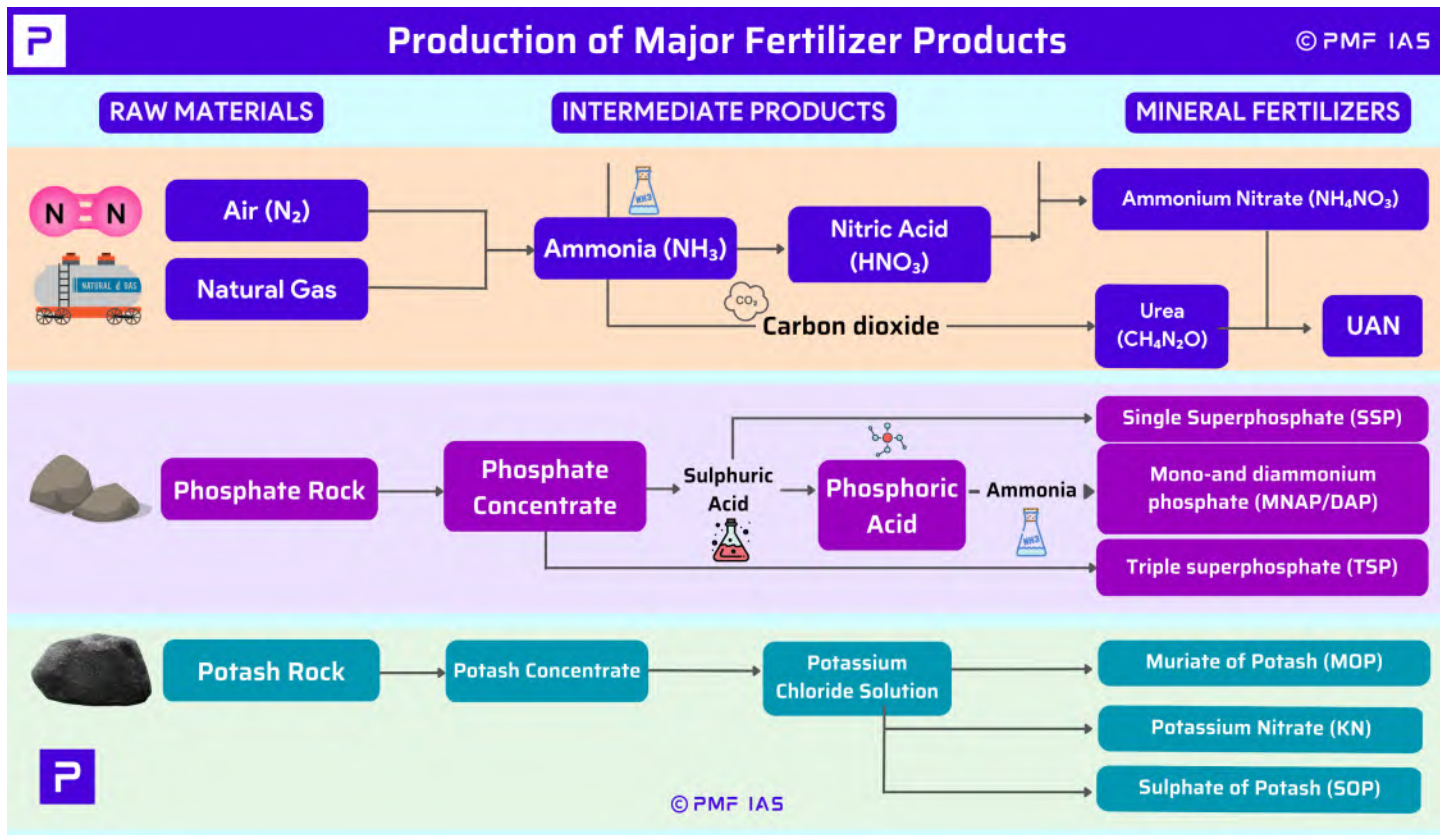 P
Production of Major Fertilizer Products
© PMF IAS
RAW MATERIALS
INTERMEDIATE PRODUCTS
MINERAL FERTILIZERS
N N
Air (N₂)
NH3
Ammonia (NH₃)
Nitric Acid
(HNO₃)
Ammonium Nitrate (NH₄NO₃)
NATURAL GAS
Natural Gas
CO₂
Carbon dioxide
Urea
(CH₄N₂O)
UAN
Phosphate Rock
Phosphate
Concentrate
Sulphuric
Acid
Phosphoric
Acid
Ammonia
NH3
Single Superphosphate (SSP)
Mono-and diammonium
phosphate (MNAP/DAP)
Triple superphosphate (TSP)
Potash Rock
Potash Concentrate
Potassium
Chloride Solution
Muriate of Potash (MOP)
Potassium Nitrate (KN)
Sulphate of Potash (SOP)
P
© PMF IAS